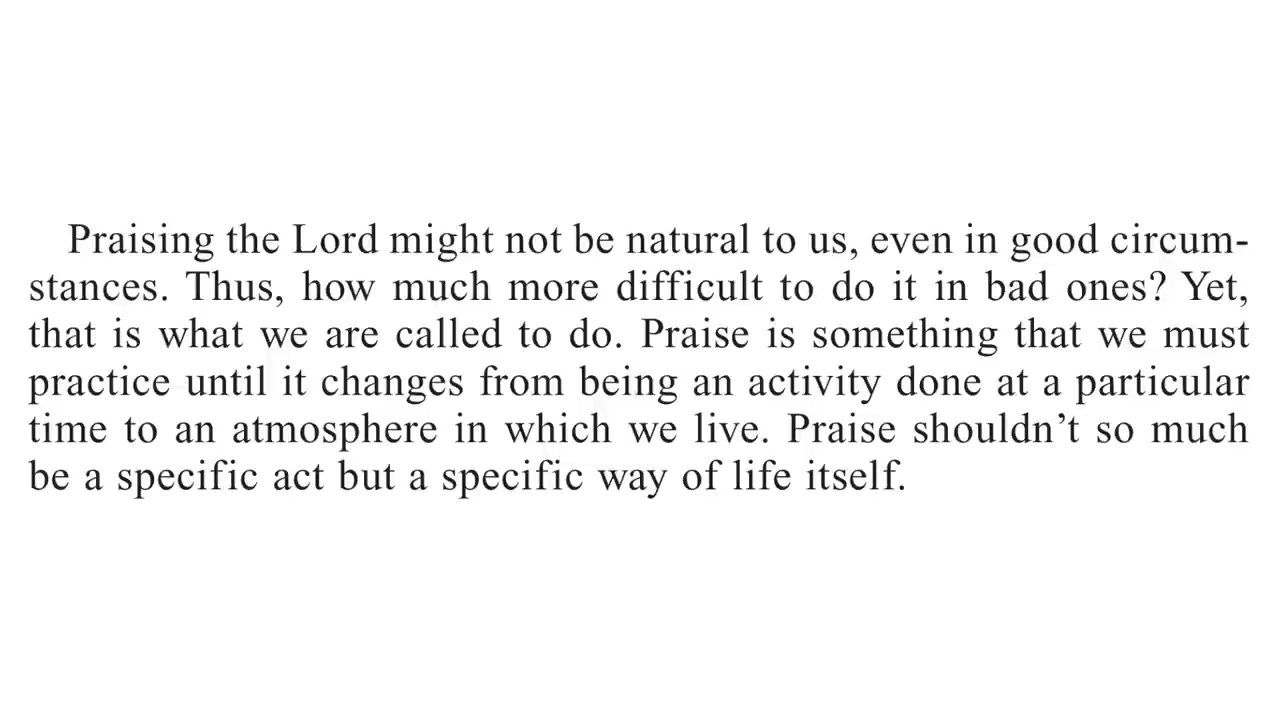 Praising the Lord might not be natural to us, even in good circum-
stances. Thus, how much more difficult to do it in bad ones? Yet,
that is what we are called to do. Praise is something that we must
practice until it changes from being an activity done at a particular
time to an atmosphere in which we live. Praise shouldn’t so much
be a specific act but a specific way of life itself.